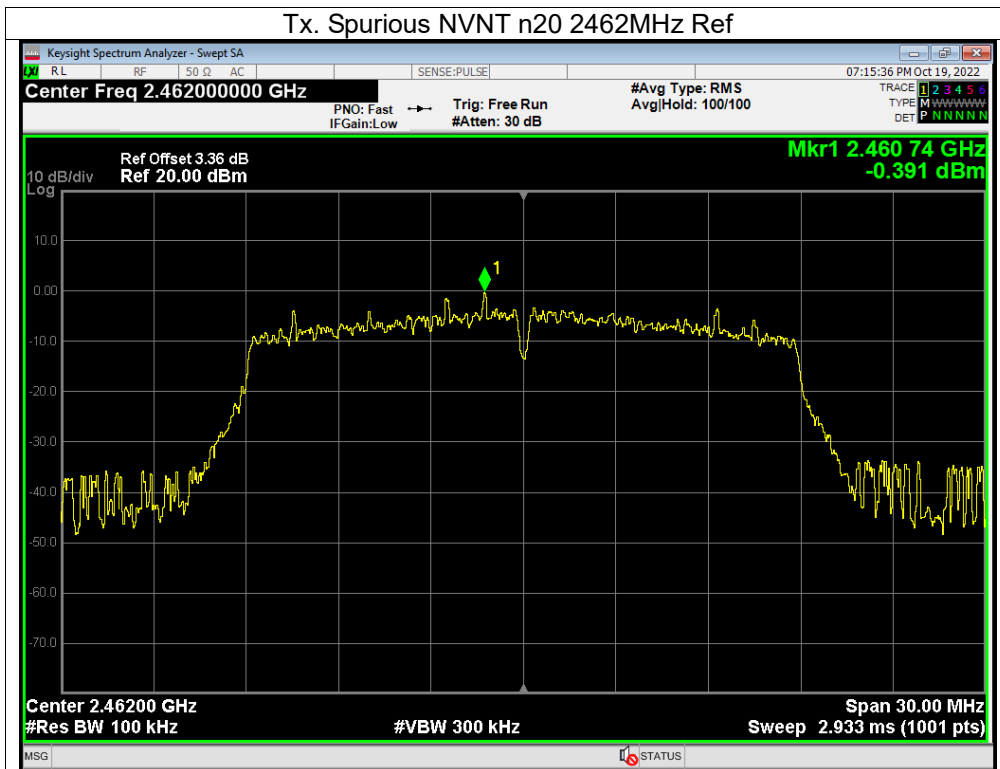 Tx. Spurious NVNT n20 2462MHz Ref
Keysight Spectrum Analyzer - Swept SA
LXI RL RF 50 Ω AC SENSE:PULSE 07:15:36 PM Oct 19, 2022
Center Freq 2.462000000 GHz #Avg Type: RMS TRACE 1 2 3 4 5 6
PNO: Fast Trig: Free Run Avg|Hold: 100/100 TYPE M WWWWW
IFGain:Low #Atten: 30 dB DET P N N N N N
Mkr1 2.460 74 GHz
Ref Offset 3.36 dB
10 dB/div Ref 20.00 dBm -0.391 dBm
Log
10.0
1
0.00
-10.0
-20.0
-30.0
-40.0
-50.0
-60.0
-70.0
Center 2.46200 GHz Span 30.00 MHz
#Res BW 100 kHz #VBW 300 kHz Sweep 2.933 ms (1001 pts)
MSG STATUS